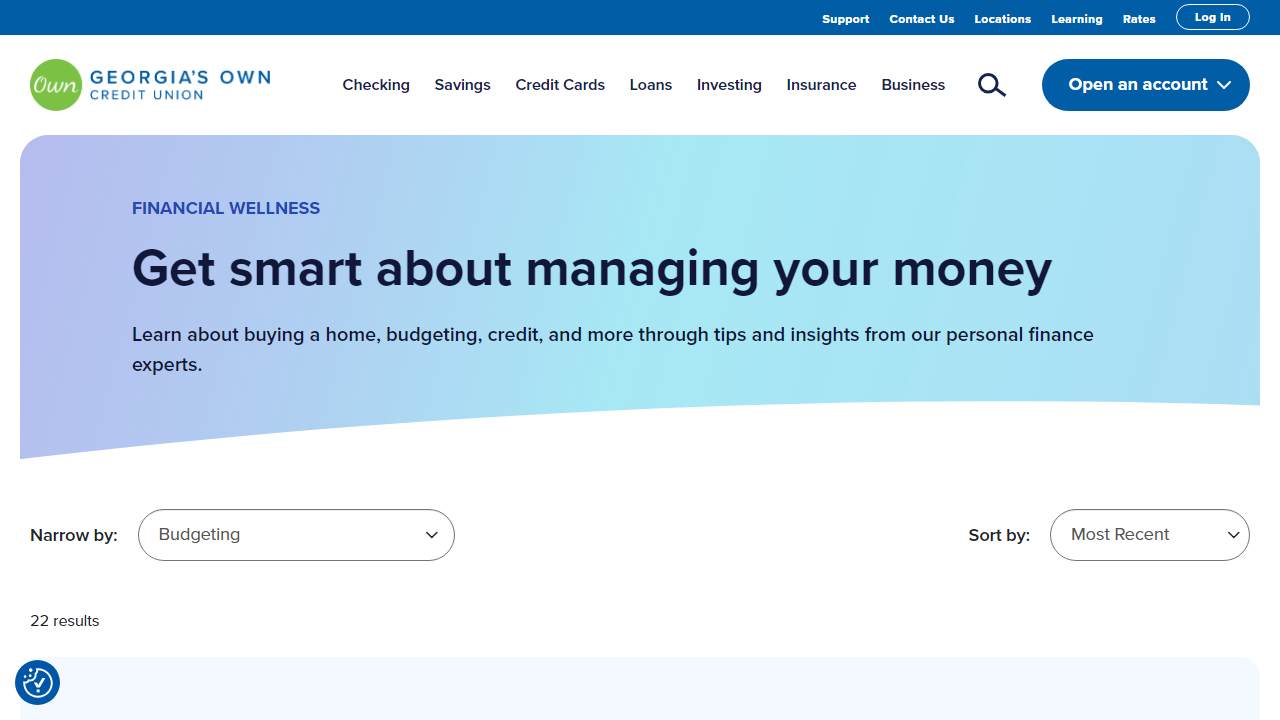 Support Contact Us Locations Learning Rates Log In
Own GEORGIA'S OWN
CREDIT UNION
Checking Savings Credit Cards Loans Investing Insurance Business Open an account
FINANCIAL WELLNESS
Get smart about managing your money
Learn about buying a home, budgeting, credit, and more through tips and insights from our personal finance
experts.
Narrow by: Budgeting Sort by: Most Recent
22 results